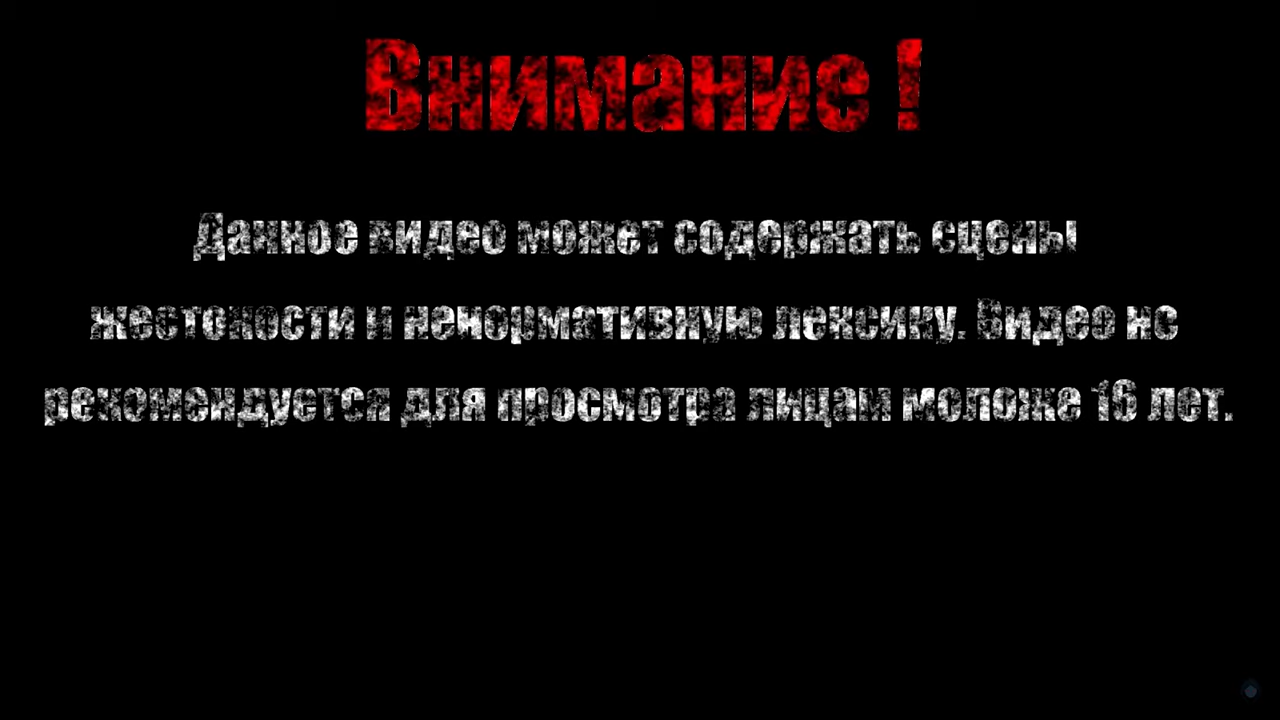 Внимание !
Данное видео может содержать сцены
жестокости и ненормативную лексику. Видео не
рекомендуется для просмотра лицам моложе 16 лет.